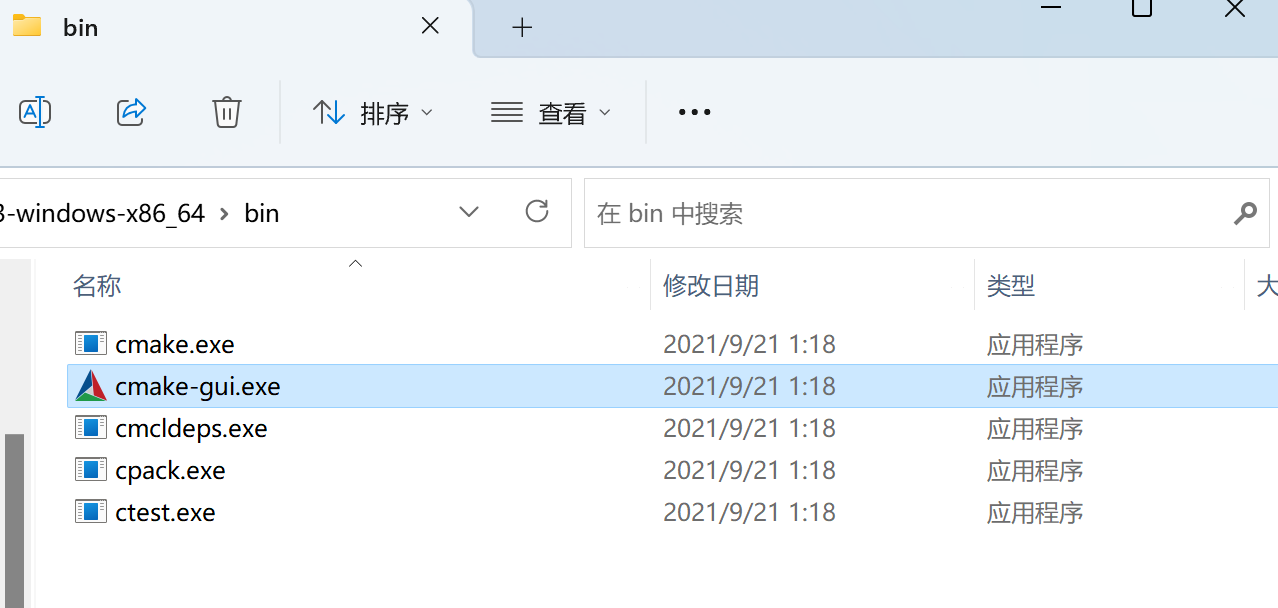 bin
排序
查看
3-windows-x86_64 › bin
在 bin 中搜索
名称 修改日期 类型 大
cmake.exe 2021/9/21 1:18 应用程序
cmake-gui.exe 2021/9/21 1:18 应用程序
cmcldeps.exe 2021/9/21 1:18 应用程序
cpack.exe 2021/9/21 1:18 应用程序
ctest.exe 2021/9/21 1:18 应用程序